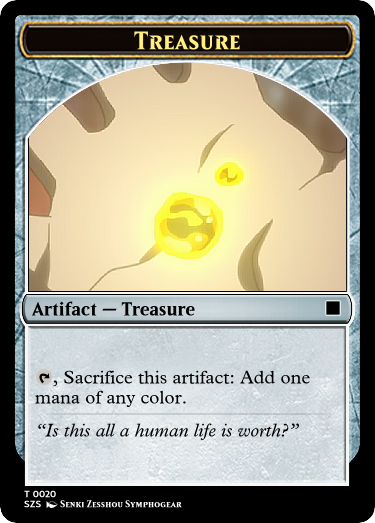 Treasure
Artifact — Treasure
, Sacrifice this artifact: Add one
mana of any color.
“Is this all a human life is worth?”
T 0020
SZS Senki Zesshou Symphogear